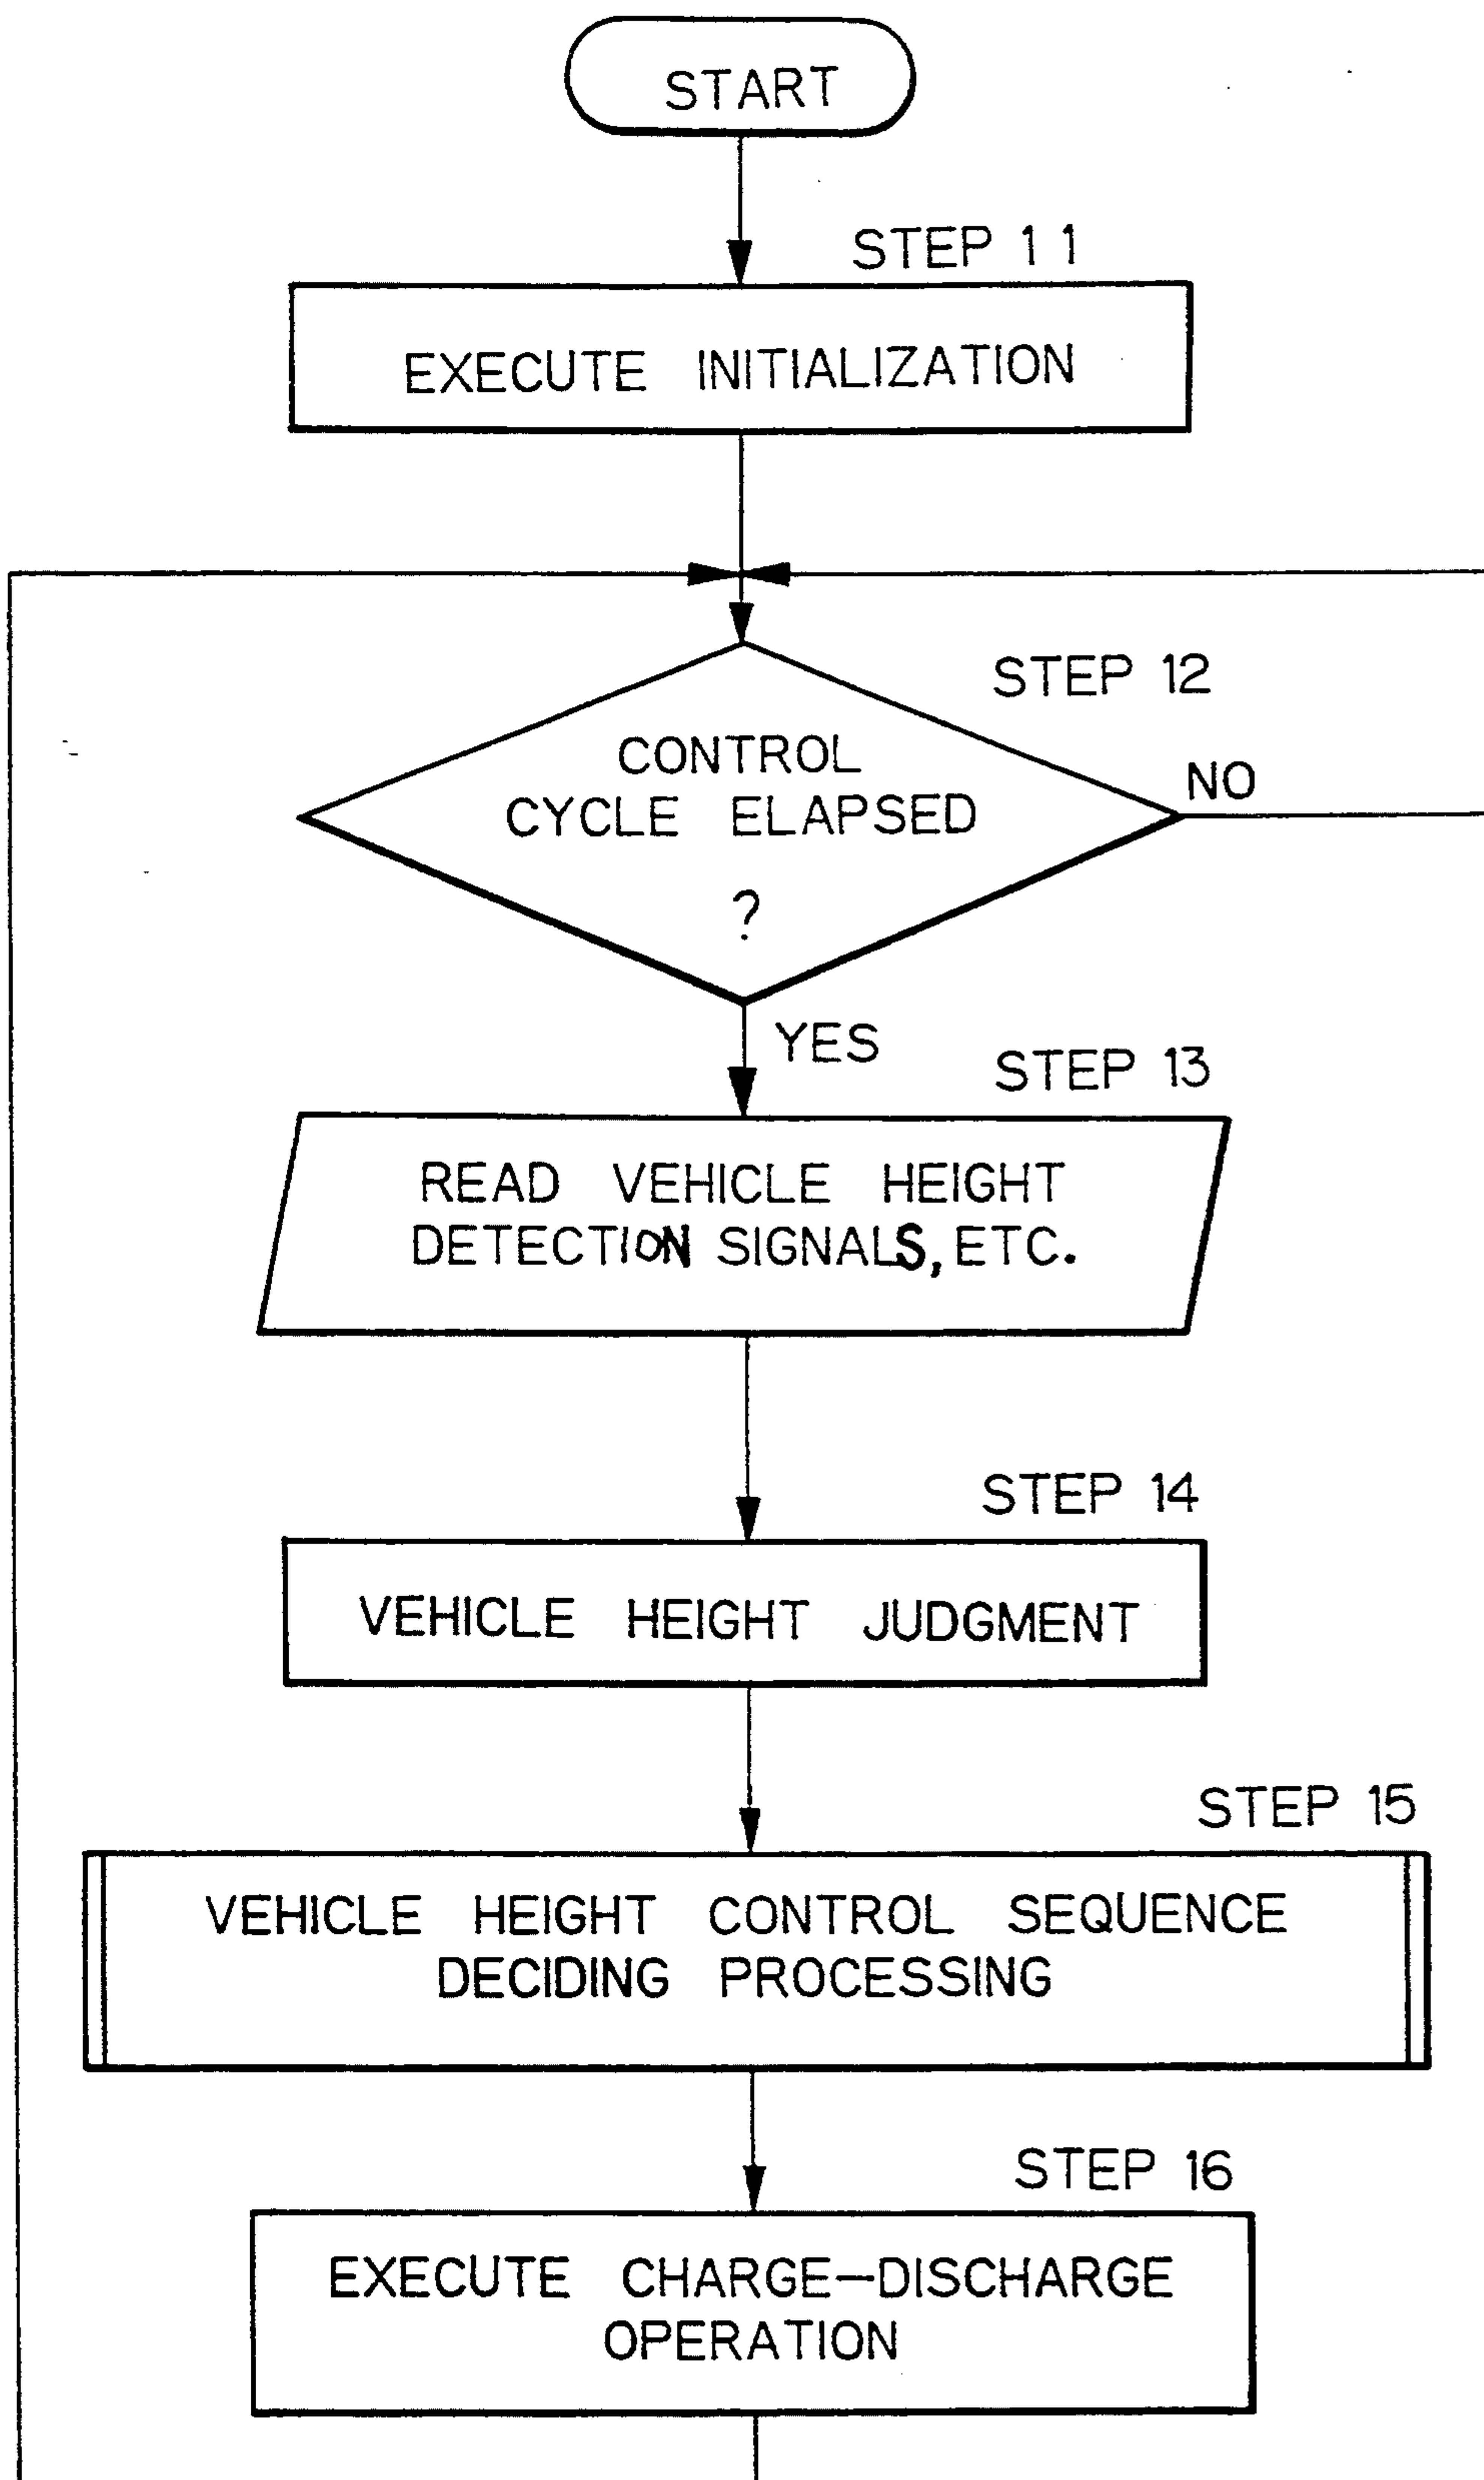 START
STEP 11
EXECUTE INITIALIZATION
STEP 12
CONTROL
CYCLE ELAPSED
?
NO
YES
STEP 13
READ VEHICLE HEIGHT
DETECTION SIGNALS, ETC.
STEP 14
VEHICLE HEIGHT JUDGMENT
STEP 15
VEHICLE HEIGHT CONTROL SEQUENCE
DECIDING PROCESSING
STEP 16
EXECUTE CHARGE-DISCHARGE
OPERATION